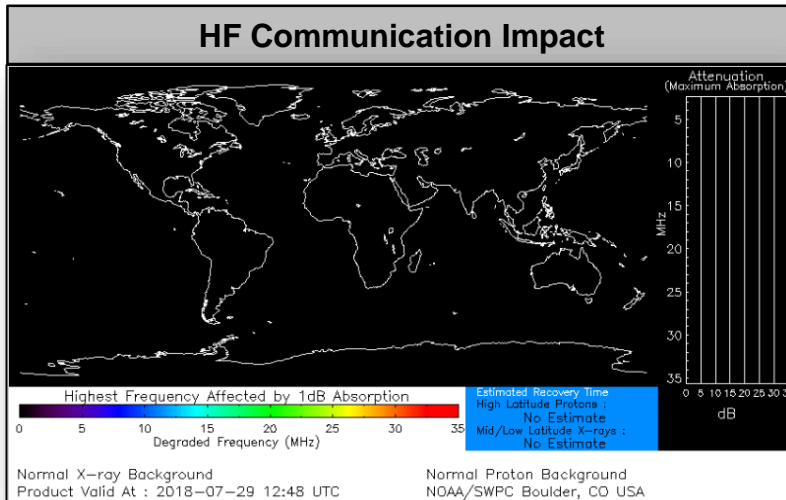 HF Communication Impact
Attenuation
(Maximum Absorption)
5
10
15
20
25
30
35
MHz
0 5 10 15 20 25 30
dB
Highest Frequency Affected by 1dB Absorption
0 5 10 15 20 25 30 35
Degraded Frequency (MHz)
Estimated Recovery Time
High Latitude Protons :
No Estimate
Mid/Low Latitude X-rays :
No Estimate
Normal X-ray Background
Product Valid At : 2018-07-29 12:48 UTC
Normal Proton Background
NOAA/SWPC Boulder, CO USA